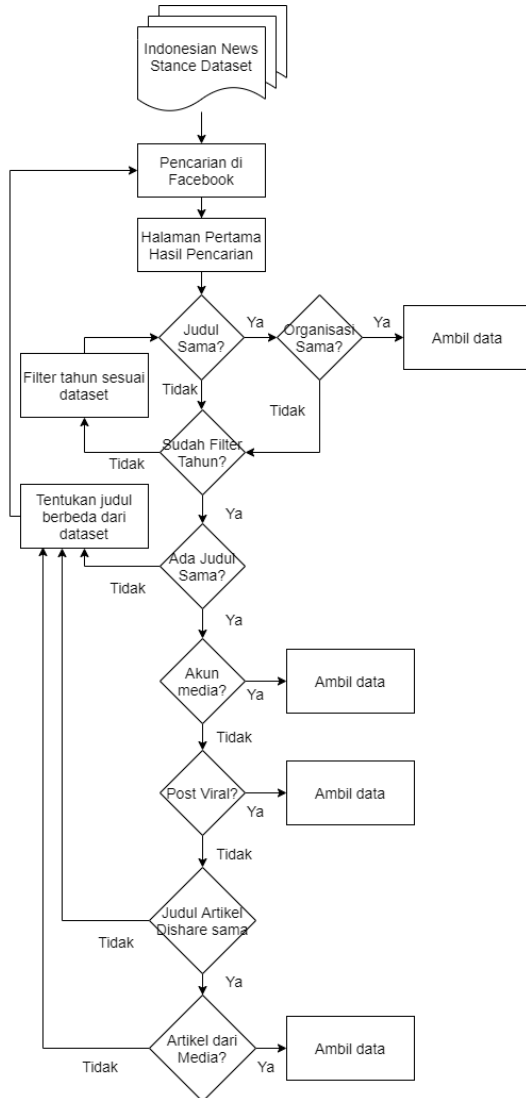 Indonesian News
Stance Dataset
Pencarian di
Facebook
Halaman Pertama
Hasil Pencarian
Judul
Sama?
Ya
Organisasi
Sama?
Ya
Ambil data
Filter tahun sesuai
dataset
Tidak
Tidak
Sudah Filter
Tahun?
Tidak
Ya
Tentukan judul
berbeda dari
dataset
Ada Judul
Sama?
Tidak
Ya
Akun
media?
Ya
Ambil data
Tidak
Post Viral?
Ya
Ambil data
Tidak
Judul Artikel
Dishare sama
Tidak
Ya
Artikel dari
Media?
Tidak
Ya
Ambil data